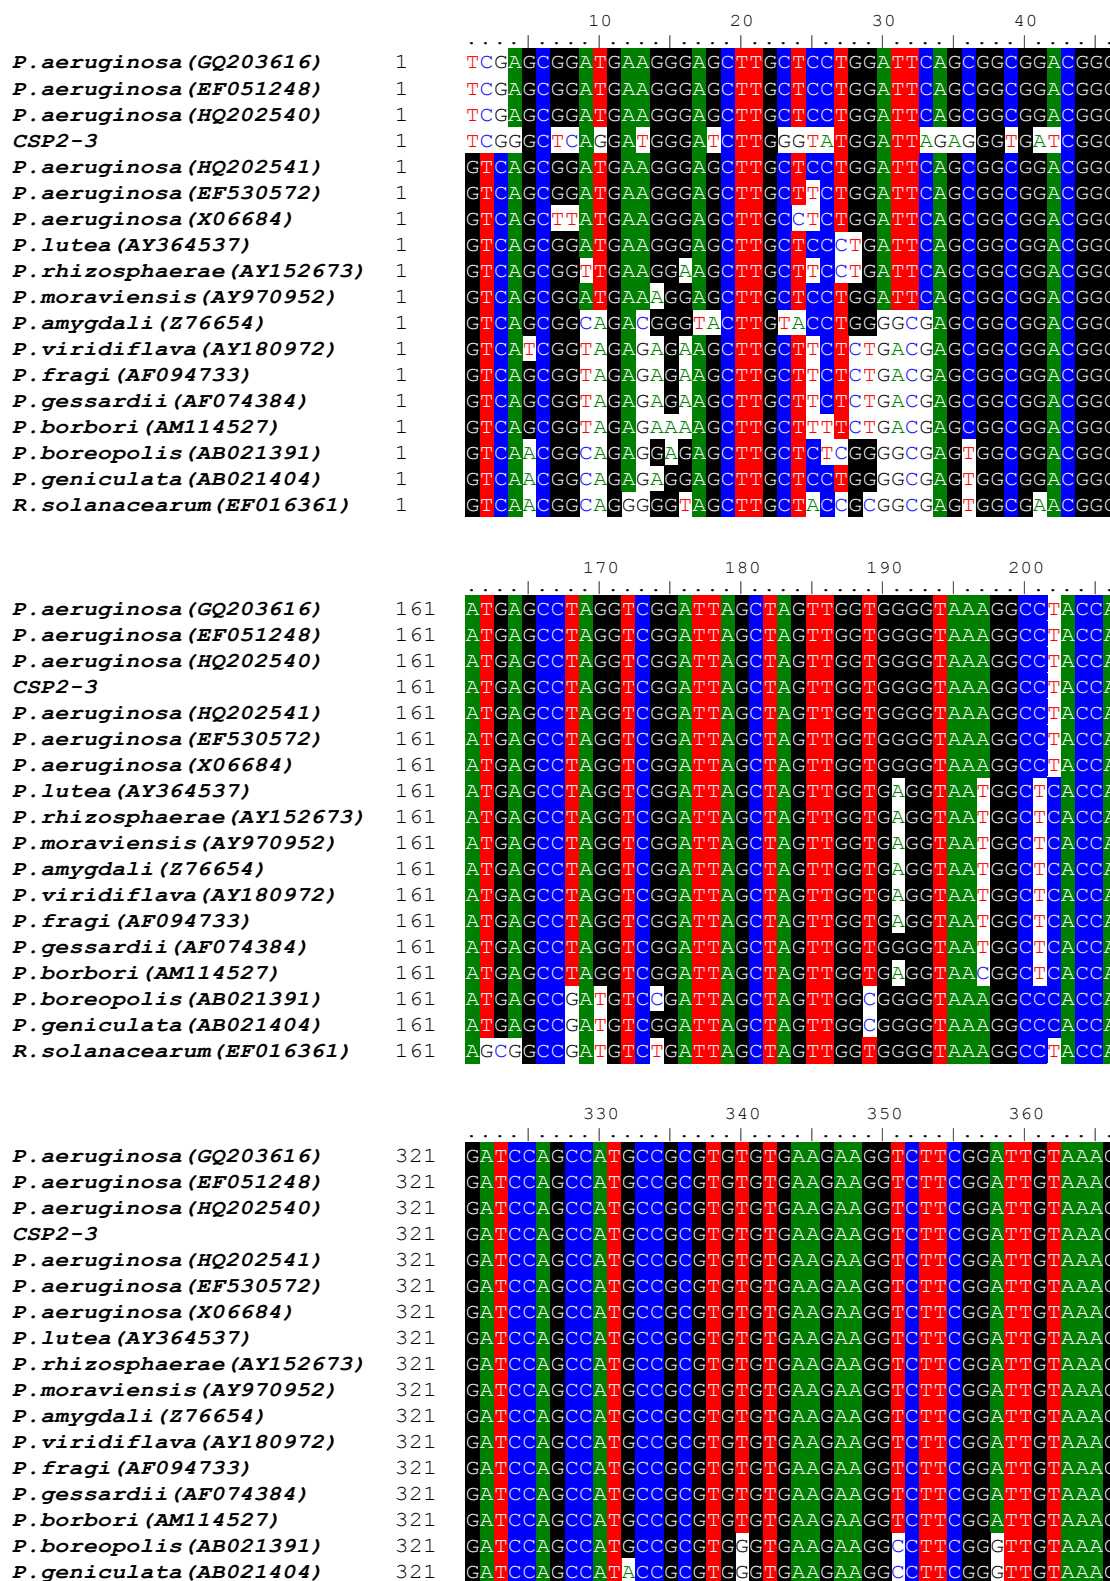 10 20 30 40
P.aeruginosa(GQ203616) 1 TCGAGCGGATGAAGGGAGCTTGCTCCTGGATTCAGCGGCGGACGGG
P.aeruginosa(EF051248) 1 TCGAGCGGATGAAGGGAGCTTGCTCCTGGATTCAGCGGCGGACGGG
P.aeruginosa(HQ202540) 1 TCGAGCGGATGAAGGGAGCTTGCTCCTGGATTCAGCGGCGGACGGG
CSP2-3 1 TCGGGCTCAGGATGGGATCTTGGGTATGGATTAGAGGGTGATCGGG
P.aeruginosa(HQ202541) 1 GTCAGCGGATGAAGGGAGCTTGCTCCTGGATTCAGCGGCGGACGGG
P.aeruginosa(EF530572) 1 GTCAGCGGATGAAGGGAGCTTGCTTCTGGATTCAGCGGCGGACGGG
P.aeruginosa(X06684) 1 GTCAGCTTATGAAGGGAGCTTGCCTCTGGATTCAGCGGCGGACGGG
P.lutea(AY364537) 1 GTCAGCGGATGAAGGGAGCTTGCTCCCTGATTCAGCGGCGGACGGG
P.rhizosphaerae(AY152673) 1 GTCAGCGGTTGAAGGAAGCTTGCTTCCTGATTCAGCGGCGGACGGG
P.moraviensis(AY970952) 1 GTCAGCGGATGAAAGGAGCTTGCTCCTGGATTCAGCGGCGGACGGG
P.amygdali(Z76654) 1 GTCAGCGGCAGACGGGTACTTGTACCTGGGGCGAGCGGCGGACGGG
P.viridiflava(AY180972) 1 GTCATCGGTAGAGAGAAGCTTGCTTCTCTGACGAGCGGCGGACGGG
P.fragi(AF094733) 1 GTCAGCGGTAGAGAGAAGCTTGCTTCTCTGACGAGCGGCGGACGGG
P.gessardii(AF074384) 1 GTCAGCGGTAGAGAGAAGCTTGCTTCTCTGACGAGCGGCGGACGGG
P.borbori(AM114527) 1 GTCAGCGGTAGAGAAAAGCTTGCTTTTCTGACGAGCGGCGGACGGG
P.boreopolis(AB021391) 1 GTCAACGGCAGAGGAGAGCTTGCTCTCGGGGCGAGTGGCGGACGGG
P.geniculata(AB021404) 1 GTCAACGGCAGAGAGGAGCTTGCTCCTGGGGCGAGTGGCGGACGGG
R.solanacearum(EF016361) 1 GTCAACGGCAGGGGGTAGCTTGCTACCGCGGCGAGTGGCGAACGGG
170 180 190 200
P.aeruginosa(GQ203616) 161 ATGAGCCTAGGTCGGATTAGCTAGTTGGTGGGGTAAAGGCCTACCA
P.aeruginosa(EF051248) 161 ATGAGCCTAGGTCGGATTAGCTAGTTGGTGGGGTAAAGGCCTACCA
P.aeruginosa(HQ202540) 161 ATGAGCCTAGGTCGGATTAGCTAGTTGGTGGGGTAAAGGCCTACCA
CSP2-3 161 ATGAGCCTAGGTCGGATTAGCTAGTTGGTGGGGTAAAGGCCTACCA
P.aeruginosa(HQ202541) 161 ATGAGCCTAGGTCGGATTAGCTAGTTGGTGGGGTAAAGGCCTACCA
P.aeruginosa(EF530572) 161 ATGAGCCTAGGTCGGATTAGCTAGTTGGTGGGGTAAAGGCCTACCA
P.aeruginosa(X06684) 161 ATGAGCCTAGGTCGGATTAGCTAGTTGGTGGGGTAAAGGCCTACCA
P.lutea(AY364537) 161 ATGAGCCTAGGTCGGATTAGCTAGTTGGTGAGGTAATGGCTCACCA
P.rhizosphaerae(AY152673) 161 ATGAGCCTAGGTCGGATTAGCTAGTTGGTGAGGTAATGGCTCACCA
P.moraviensis(AY970952) 161 ATGAGCCTAGGTCGGATTAGCTAGTTGGTGAGGTAATGGCTCACCA
P.amygdali(Z76654) 161 ATGAGCCTAGGTCGGATTAGCTAGTTGGTGAGGTAATGGCTCACCA
P.viridiflava(AY180972) 161 ATGAGCCTAGGTCGGATTAGCTAGTTGGTGAGGTAATGGCTCACCA
P.fragi(AF094733) 161 ATGAGCCTAGGTCGGATTAGCTAGTTGGTGAGGTAATGGCTCACCA
P.gessardii(AF074384) 161 ATGAGCCTAGGTCGGATTAGCTAGTTGGTGGGGTAATGGCTCACCA
P.borbori(AM114527) 161 ATGAGCCTAGGTCGGATTAGCTAGTTGGTGAGGTAACGGCTCACCA
P.boreopolis(AB021391) 161 ATGAGCCGATGTCCGATTAGCTAGTTGGCGGGGTAAAGGCCCACCA
P.geniculata(AB021404) 161 ATGAGCCGATGTCGGATTAGCTAGTTGGCGGGGTAAAGGCCCACCA
R.solanacearum(EF016361) 161 AGCGGCCGATGTCTGATTAGCTAGTTGGTGGGGTAAAGGCCTACCA
330 340 350 360
P.aeruginosa(GQ203616) 321 GATCCAGCCATGCCGCGTGTGTGAAGAAGGTCTTCGGATTGTAAAG
P.aeruginosa(EF051248) 321 GATCCAGCCATGCCGCGTGTGTGAAGAAGGTCTTCGGATTGTAAAG
P.aeruginosa(HQ202540) 321 GATCCAGCCATGCCGCGTGTGTGAAGAAGGTCTTCGGATTGTAAAG
CSP2-3 321 GATCCAGCCATGCCGCGTGTGTGAAGAAGGTCTTCGGATTGTAAAG
P.aeruginosa(HQ202541) 321 GATCCAGCCATGCCGCGTGTGTGAAGAAGGTCTTCGGATTGTAAAG
P.aeruginosa(EF530572) 321 GATCCAGCCATGCCGCGTGTGTGAAGAAGGTCTTCGGATTGTAAAG
P.aeruginosa(X06684) 321 GATCCAGCCATGCCGCGTGTGTGAAGAAGGTCTTCGGATTGTAAAG
P.lutea(AY364537) 321 GATCCAGCCATGCCGCGTGTGTGAAGAAGGTCTTCGGATTGTAAAG
P.rhizosphaerae(AY152673) 321 GATCCAGCCATGCCGCGTGTGTGAAGAAGGTCTTCGGATTGTAAAG
P.moraviensis(AY970952) 321 GATCCAGCCATGCCGCGTGTGTGAAGAAGGTCTTCGGATTGTAAAG
P.amygdali(Z76654) 321 GATCCAGCCATGCCGCGTGTGTGAAGAAGGTCTTCGGATTGTAAAG
P.viridiflava(AY180972) 321 GATCCAGCCATGCCGCGTGTGTGAAGAAGGTCTTCGGATTGTAAAG
P.fragi(AF094733) 321 GATCCAGCCATGCCGCGTGTGTGAAGAAGGTCTTCGGATTGTAAAG
P.gessardii(AF074384) 321 GATCCAGCCATGCCGCGTGTGTGAAGAAGGTCTTCGGATTGTAAAG
P.borbori(AM114527) 321 GATCCAGCCATGCCGCGTGTGTGAAGAAGGTCTTCGGATTGTAAAG
P.boreopolis(AB021391) 321 GATCCAGCCATGCCGCGTGGGTGAAGAAGGCCTTCGGGTTGTAAAG
P.geniculata(AB021404) 321 GATCCAGCCATACCGCGTGGGTGAAGAAGGCCTTCGGGTTGTAAAG